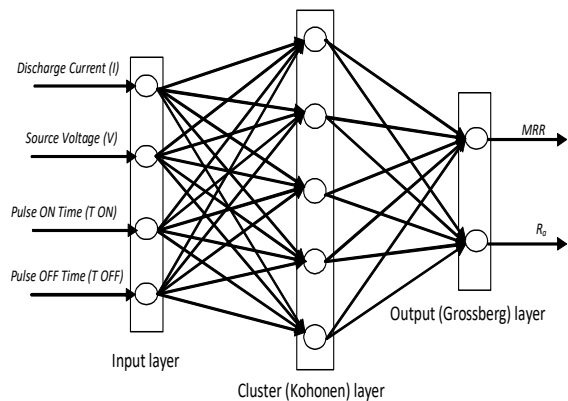 Discharge Current (I)
Source Voltage (V)
Pulse ON Time (T ON)
Pulse OFF Time (T OFF)
MRR
Ra
Input layer
Cluster (Kohonen) layer
Output (Grossberg) layer